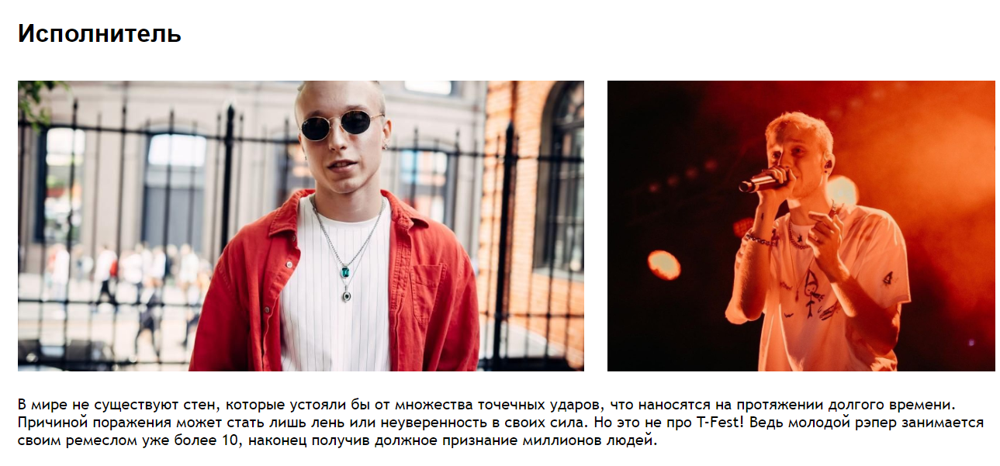 Исполнитель
В мире не существуют стен, которые устояли бы от множества точечных ударов, что наносятся на протяжении долгого времени.
Причиной поражения может стать лишь лень или неуверенность в своих сила. Но это не про T-Fest! Ведь молодой рэпер занимается
своим ремеслом уже более 10, наконец получив должное признание миллионов людей.